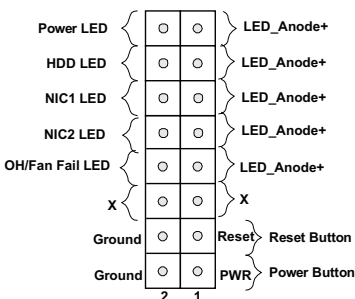 Power LED LED_Anode+
HDD LED LED_Anode+
NIC1 LED LED_Anode+
NIC2 LED LED_Anode+
OH/Fan Fail LED LED_Anode+
X X
Ground Reset Reset Button
Ground PWR Power Button
2 1